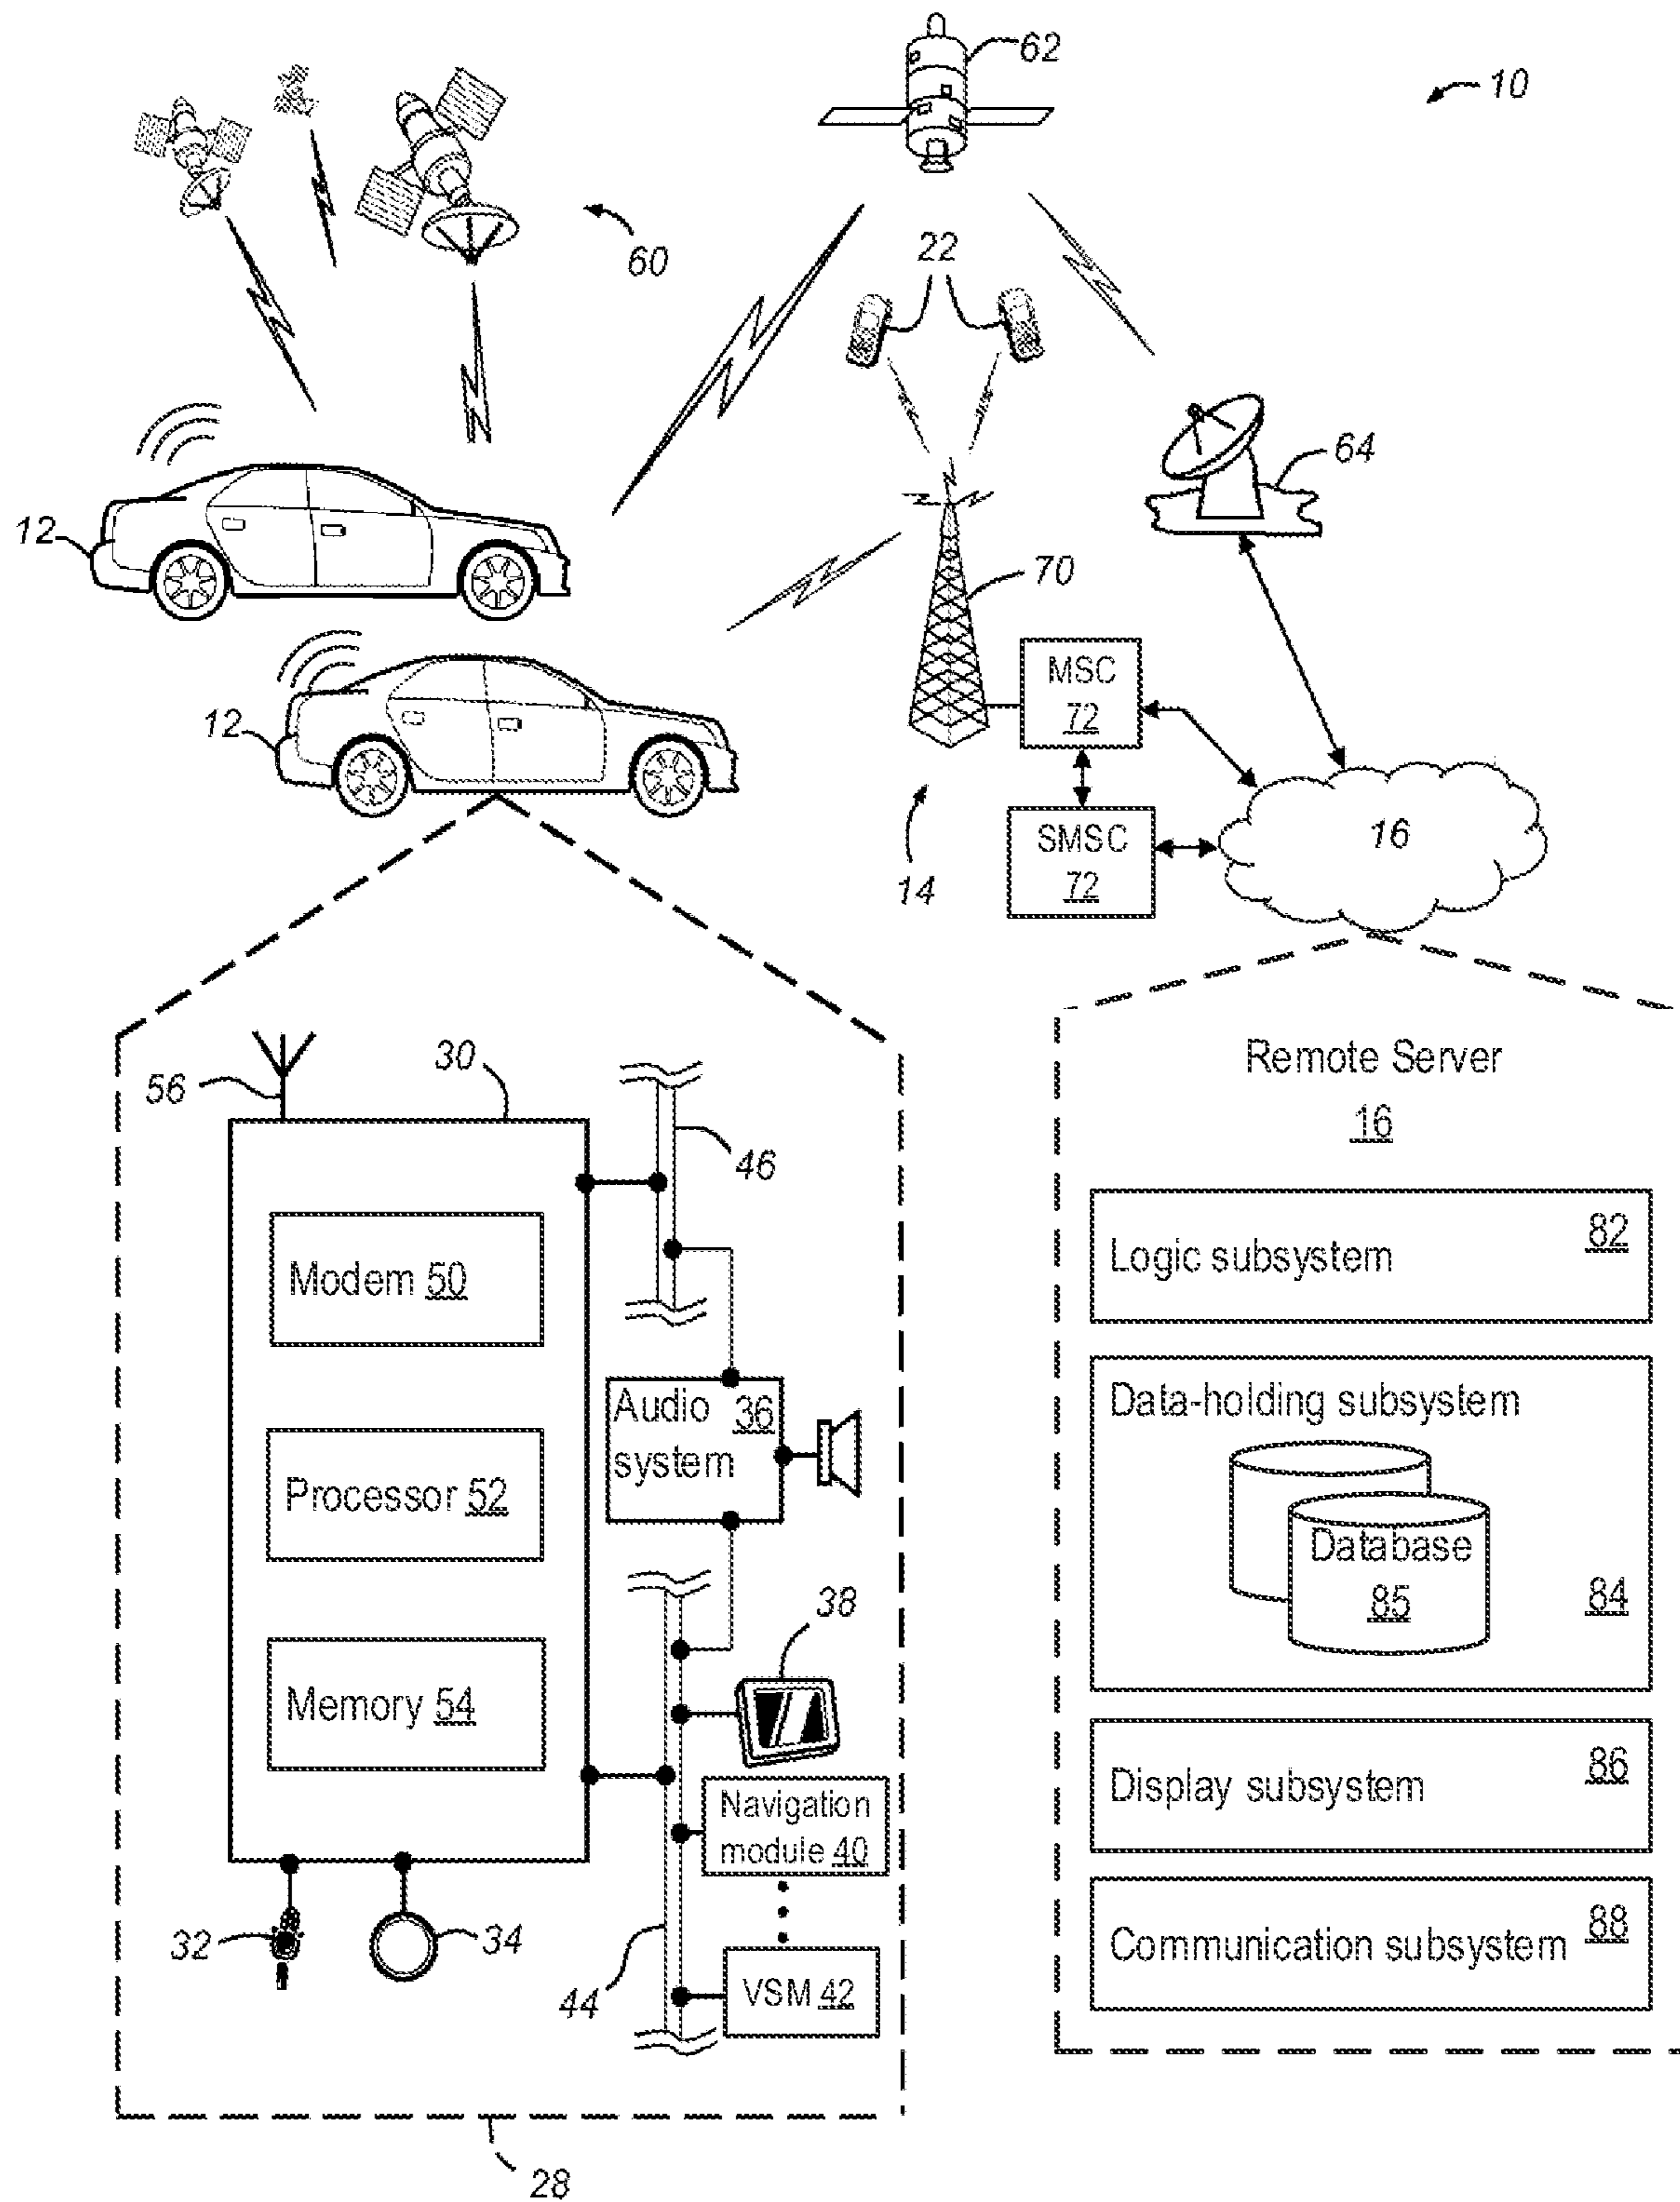 62
10
60
22
64
12
70
MSC
72
12
16
SMSC
72
14
Remote Server
16
56
30
46
Logic subsystem 82
Modem 50
Data-holding subsystem
Audio 36
system
Processor 52
Database
85
84
38
Memory 54
Display subsystem 86
Navigation
module 40
32
34
Communication subsystem 88
44
VSM 42
28